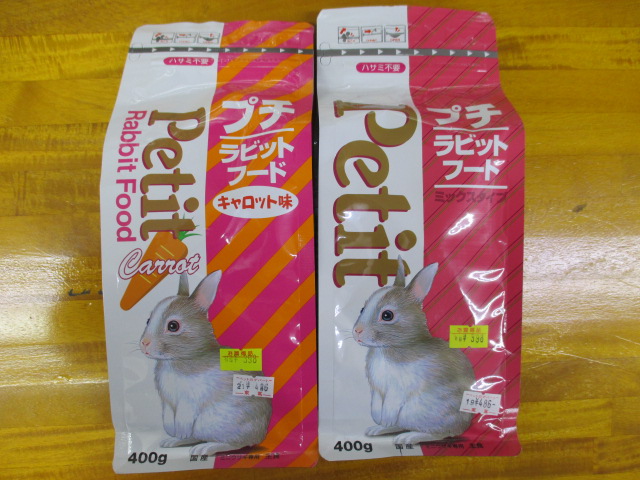 ハサミ不要
Petit
Rabbit Food
プチ
ラビット
フード
キャロット味
Carrot
400g
国産
ハサミ不要
Petit
プチ
ラビット
フード
ミックスタイプ
400g
国産